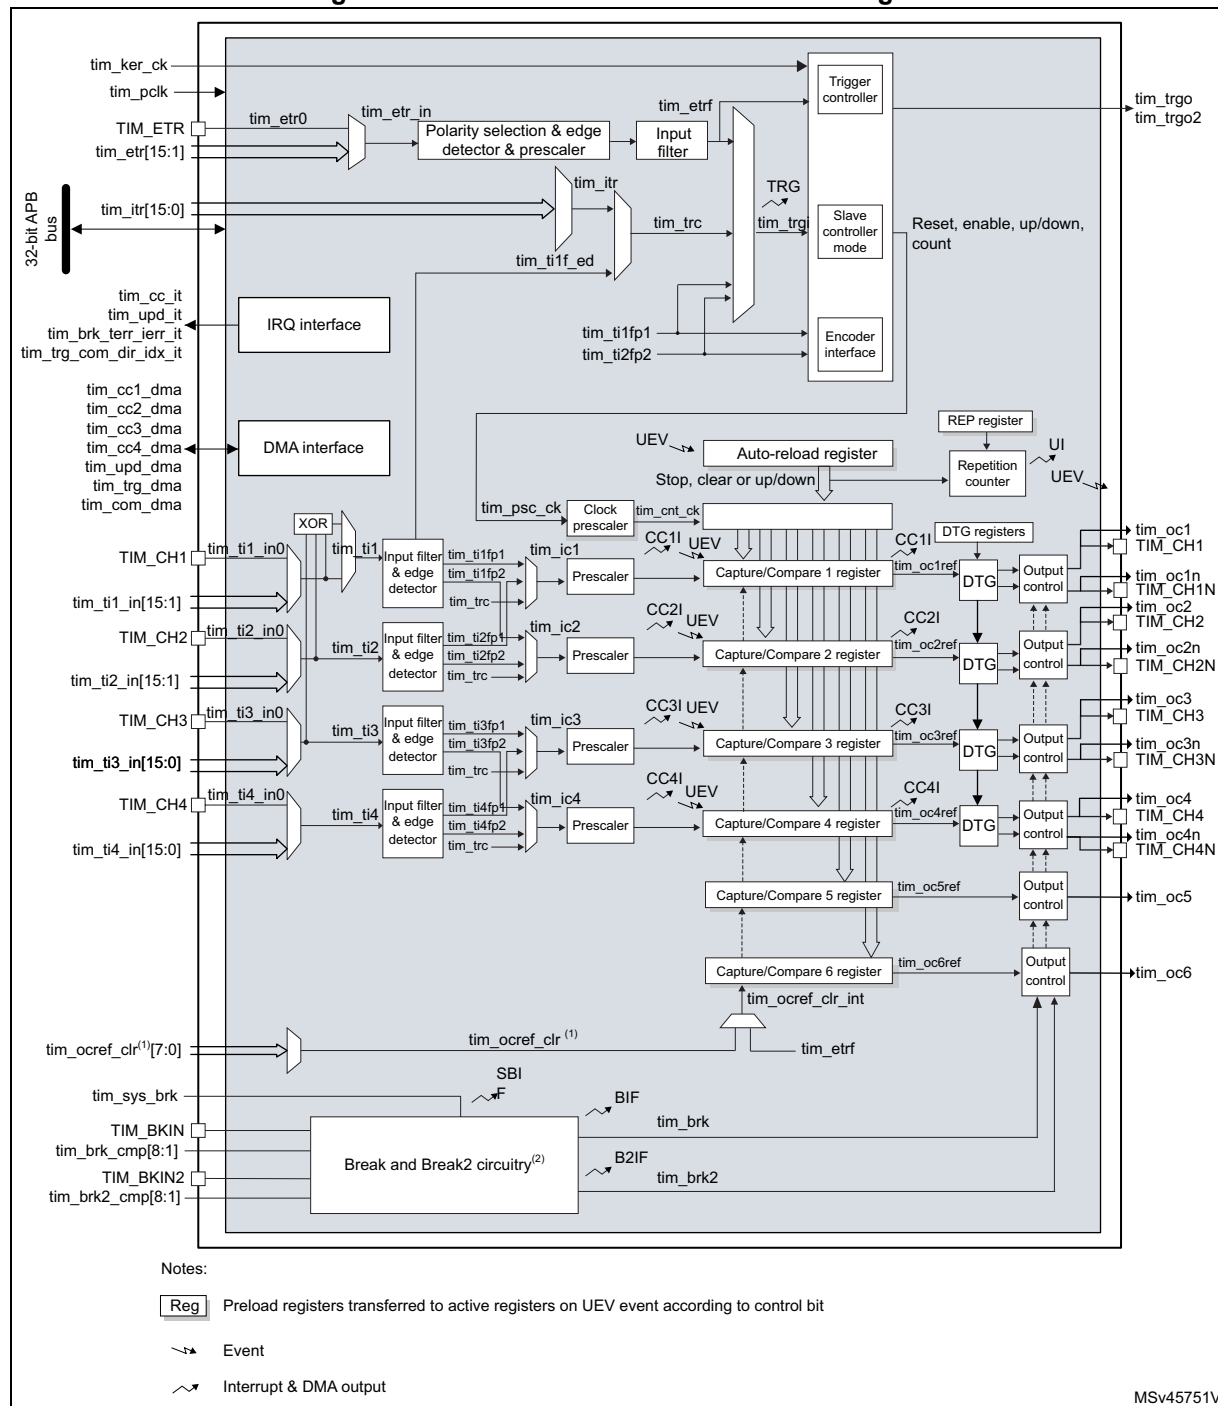 tim_ker_ck
tim_pclk
TIM_ETR
tim_etr0
tim_etr_in
tim_etr[15:1]
Polarity selection & edge
detector & prescaler
Input
filter
tim_etrf
Trigger
controller
tim_trgo
tim_trgo2
32-bit APB
bus
tim_itr[15:0]
tim_itr
tim_trc
tim_ti1f_ed
TRG
tim_trgi
Slave
controller
mode
Reset, enable, up/down,
count
tim_cc_it
tim_upd_it
tim_brk_terr_ierr_it
tim_trg_com_dir_idx_it
IRQ interface
tim_ti1fp1
tim_ti2fp2
Encoder
interface
tim_cc1_dma
tim_cc2_dma
tim_cc3_dma
tim_cc4_dma
tim_upd_dma
tim_trg_dma
tim_com_dma
DMA interface
UEV
Auto-reload register
REP register
UI
Repetition
counter
UEV
Stop, clear or up/down
tim_psc_ck
Clock
prescaler
tim_cnt_ck
DTG registers
XOR
TIM_CH1
tim_ti1_in0
tim_ti1_in[15:1]
tim_ti1
Input filter
& edge
detector
tim_ti1fp1
tim_ti1fp2
tim_trc
tim_ic1
Prescaler
CC1I
UEV
Capture/Compare 1 register
CC1I
tim_oc1ref
DTG
Output
control
tim_oc1
TIM_CH1
tim_oc1n
TIM_CH1N
TIM_CH2
tim_ti2_in0
tim_ti2_in[15:1]
tim_ti2
Input filter
& edge
detector
tim_ti2fp1
tim_ti2fp2
tim_trc
tim_ic2
Prescaler
CC2I
UEV
Capture/Compare 2 register
CC2I
tim_oc2ref
DTG
Output
control
tim_oc2
TIM_CH2
tim_oc2n
TIM_CH2N
TIM_CH3
tim_ti3_in0
tim_ti3_in[15:0]
tim_ti3
Input filter
& edge
detector
tim_ti3fp1
tim_ti3fp2
tim_trc
tim_ic3
Prescaler
CC3I
UEV
Capture/Compare 3 register
CC3I
tim_oc3ref
DTG
Output
control
tim_oc3
TIM_CH3
tim_oc3n
TIM_CH3N
TIM_CH4
tim_ti4_in0
tim_ti4_in[15:0]
tim_ti4
Input filter
& edge
detector
tim_ti4fp1
tim_ti4fp2
tim_trc
tim_ic4
Prescaler
CC4I
UEV
Capture/Compare 4 register
CC4I
tim_oc4ref
DTG
Output
control
tim_oc4
TIM_CH4
tim_oc4n
TIM_CH4N
Capture/Compare 5 register
tim_oc5ref
Output
control
tim_oc5
Capture/Compare 6 register
tim_oc6ref
Output
control
tim_oc6
tim_ocref_clr_int
tim_ocref_clr(1)[7:0]
tim_ocref_clr (1)
tim_etrf
tim_sys_brk
SBI
F
TIM_BKIN
tim_brk_cmp[8:1]
TIM_BKIN2
tim_brk2_cmp[8:1]
Break and Break2 circuitry(2)
BIF
tim_brk
B2IF
tim_brk2
Notes:
Reg Preload registers transferred to active registers on UEV event according to control bit
Event
Interrupt & DMA output